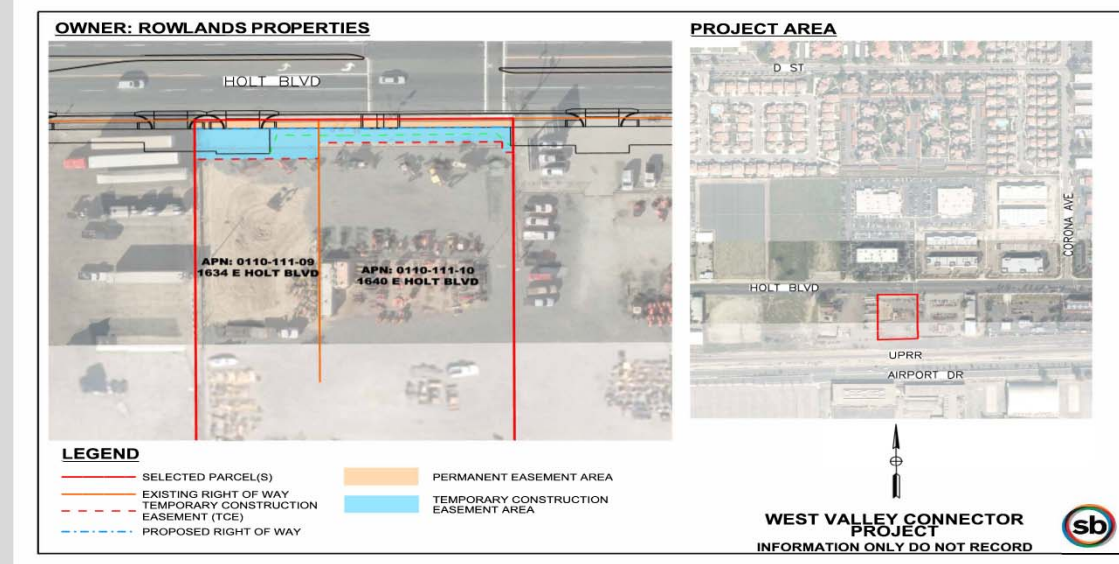 OWNER: ROWLANDS PROPERTIES
HOLT BLVD
APN: 0110-111-09
1634 E HOLT BLVD
APN: 0110-111-10
1640 E HOLT BLVD
PROJECT AREA
D ST
CORONA AVE
HOLT BLVD
UPRR
AIRPORT DR
LEGEND
SELECTED PARCEL(S)
EXISTING RIGHT OF WAY
TEMPORARY CONSTRUCTION
EASEMENT (TCE)
PROPOSED RIGHT OF WAY
PERMANENT EASEMENT AREA
TEMPORARY CONSTRUCTION
EASEMENT AREA
WEST VALLEY CONNECTOR
PROJECT
INFORMATION ONLY DO NOT RECORD
sb